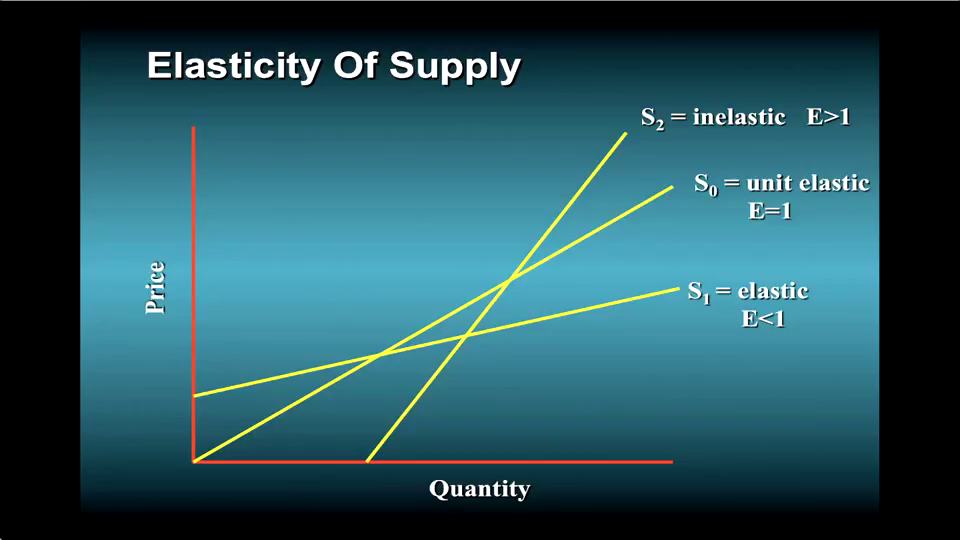 Elasticity Of Supply
S₂ = inelastic E>1
S₀ = unit elastic
E=1
S₁ = elastic
E<1
Price
Quantity